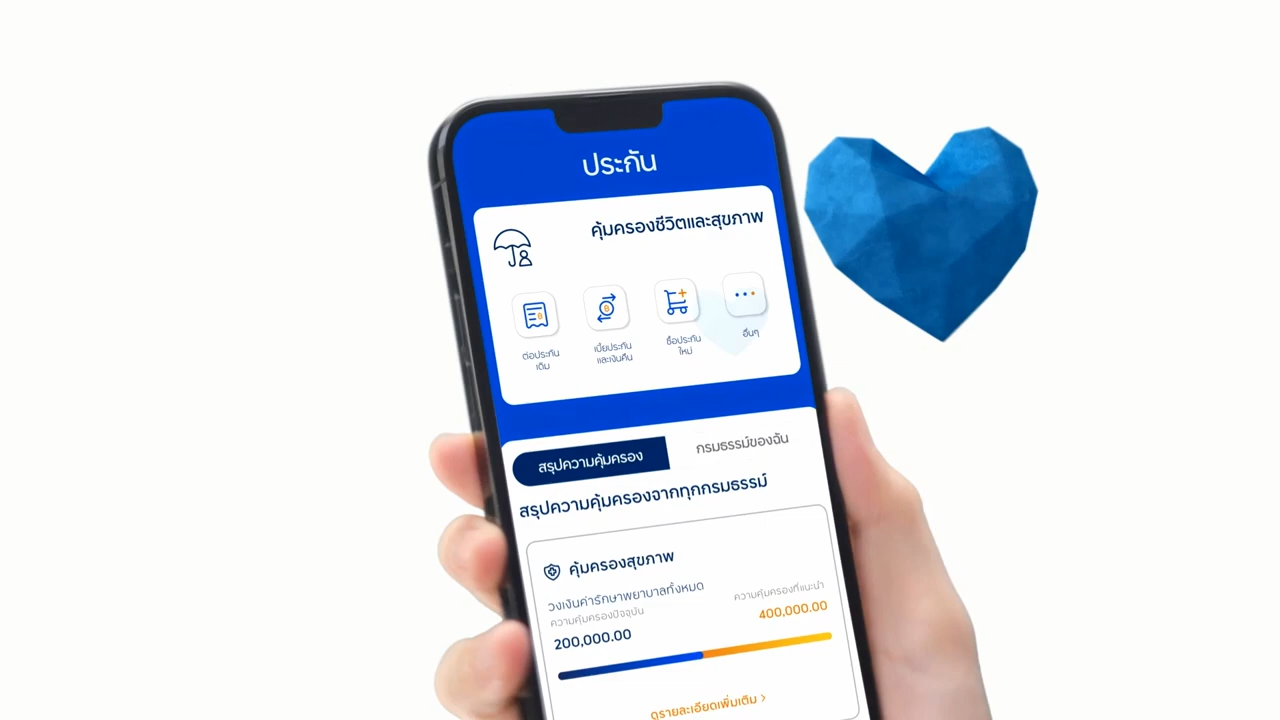 ประกัน
คุ้มครองชีวิตและสุขภาพ
ต่อประกัน
เดิม
เบี้ยประกัน
และเงินคืน
ซื้อประกัน
ใหม่
อื่นๆ
สรุปความคุ้มครอง
กรมธรรม์ของฉัน
สรุปความคุ้มครองจากทุกกรมธรรม์
คุ้มครองสุขภาพ
วงเงินค่ารักษาพยาบาลทั้งหมด
ความคุ้มครองปัจจุบัน
ความคุ้มครองที่แนะนำ
200,000.00
400,000.00
ดูรายละเอียดเพิ่มเติม >